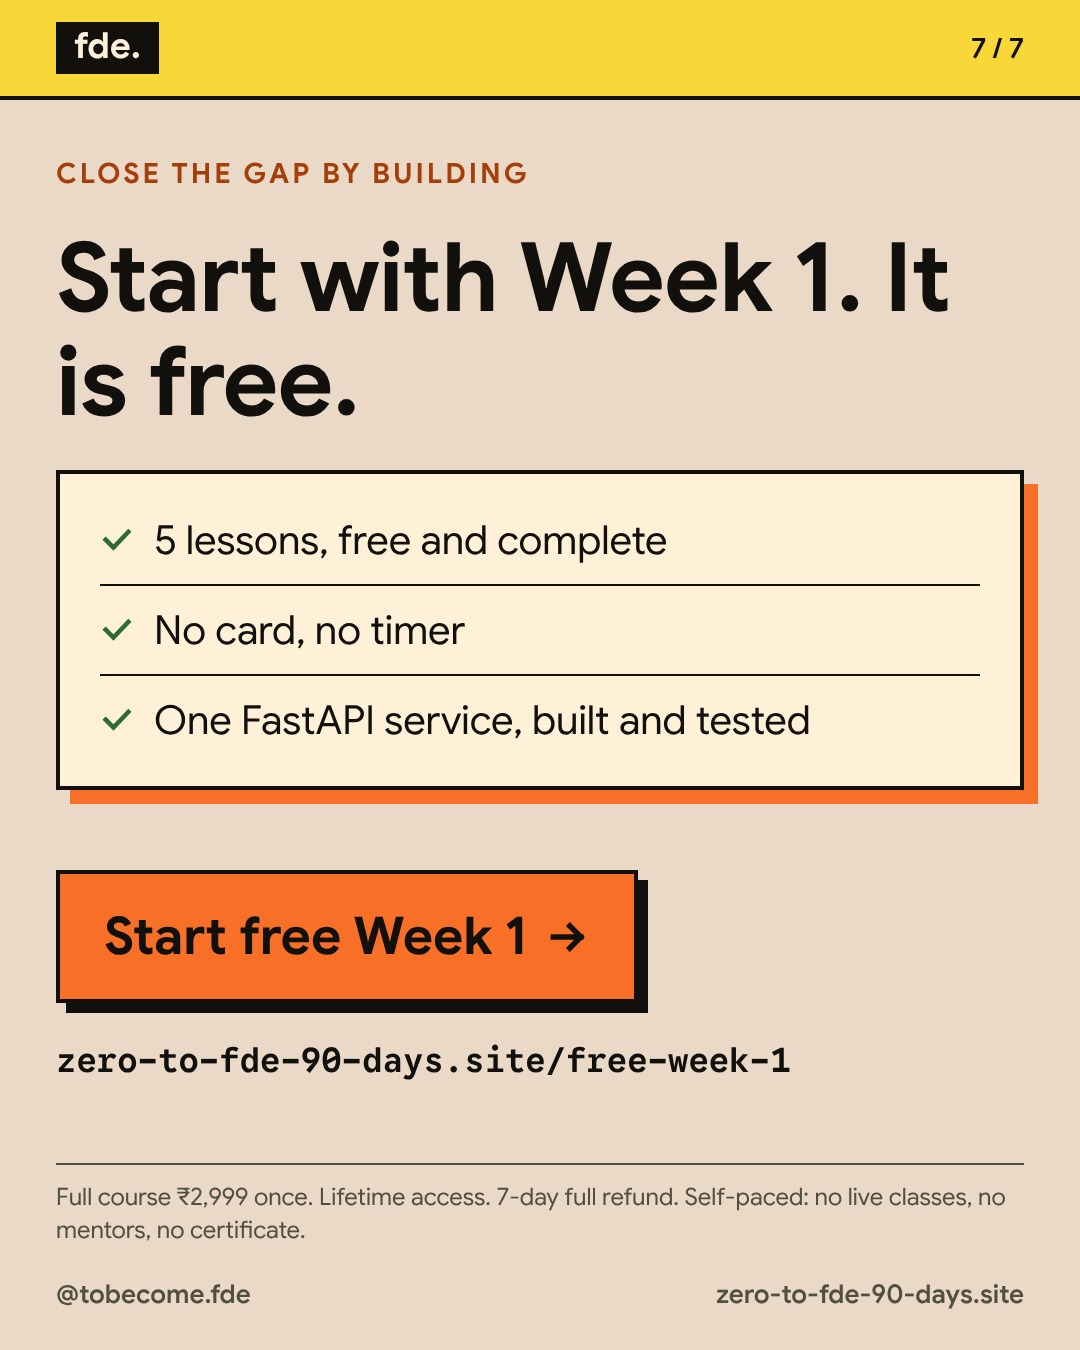 fde.
7 / 7
CLOSE THE GAP BY BUILDING
Start with Week 1. It
is free.
5 lessons, free and complete
No card, no timer
One FastAPI service, built and tested
Start free Week 1 →
zero-to-fde-90-days.site/free-week-1
Full course ₹2,999 once. Lifetime access. 7-day full refund. Self-paced: no live classes, no
mentors, no certificate.
@tobecome.fde
zero-to-fde-90-days.site